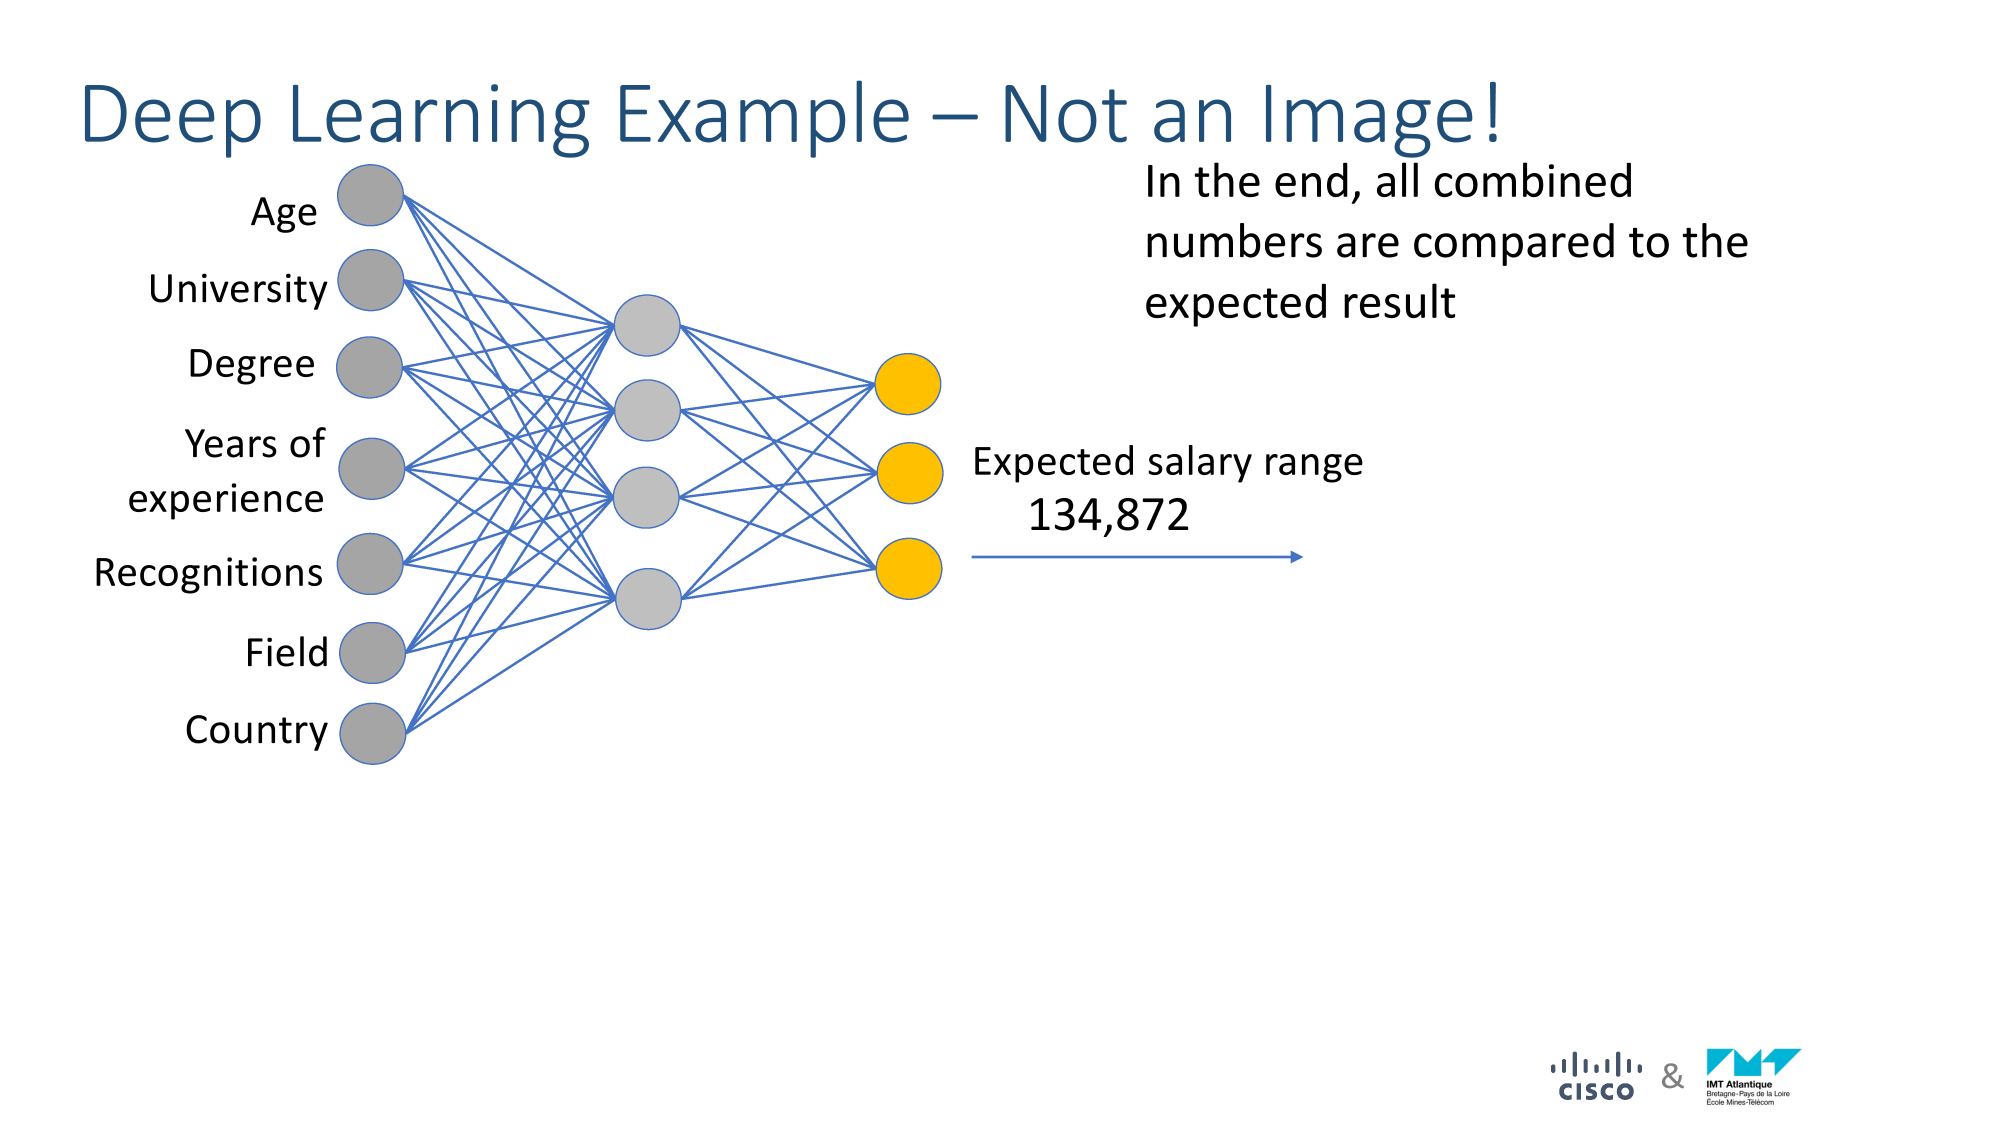 Deep Learning Example – Not an Image!
In the end, all combined
numbers are compared to the
expected result
Age
University
Degree
Years of
experience
Recognitions
Field
Country
Expected salary range
134,872
CISCO
&
IMT Atlantique
Bretagne-Pays de la Loire
École Mines-Télécom